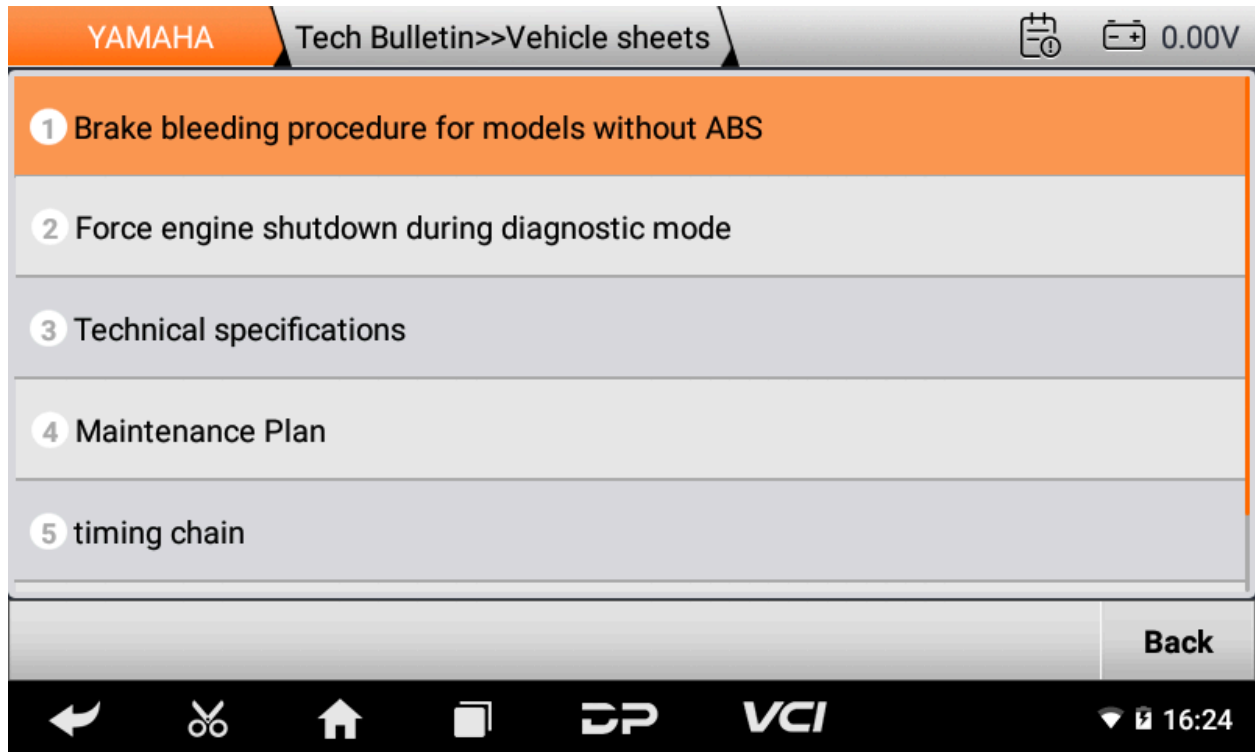 YAMAHA
Tech Bulletin>>Vehicle sheets
0.00V
1 Brake bleeding procedure for models without ABS
2 Force engine shutdown during diagnostic mode
3 Technical specifications
4 Maintenance Plan
5 timing chain
Back
DP
VCI
16:24